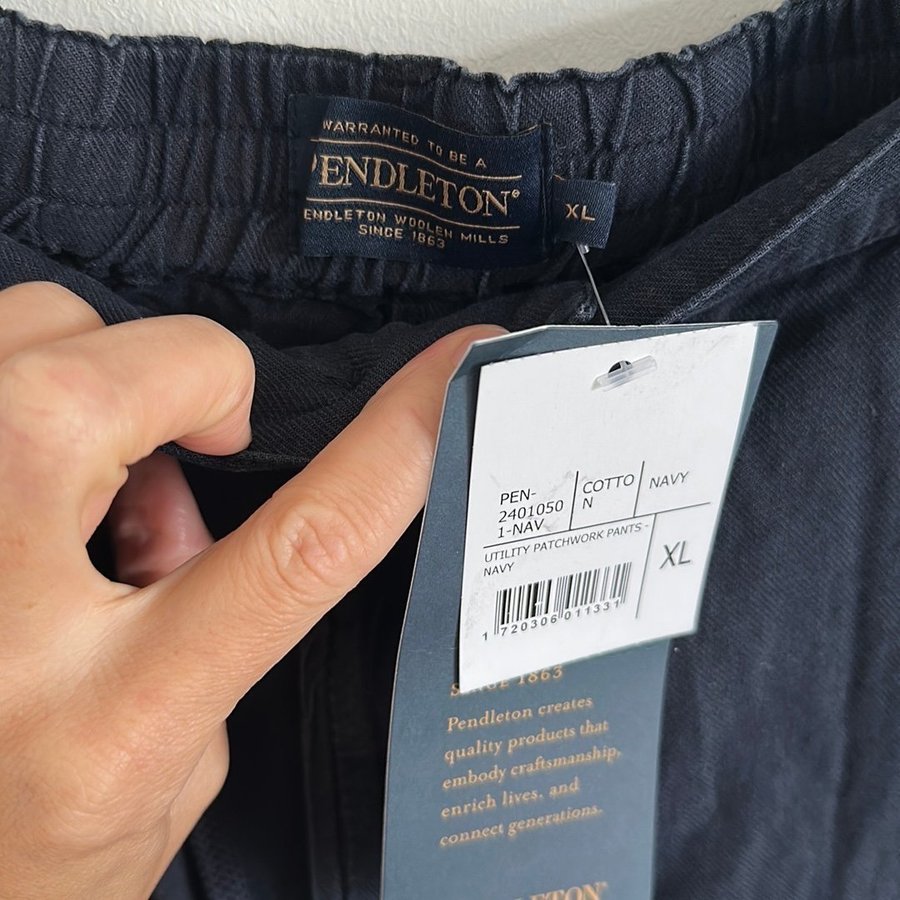 WARRANTED TO BE A
PENDLETON®
PENDLETON WOOLEN MILLS
SINCE 1863
XL
PEN-
2401050
1-NAV
COTTO
N
NAVY
UTILITY PATCHWORK PANTS -
NAVY
XL
1 720306 011331
SINCE 1863
Pendleton creates
quality products that
embody craftsmanship,
enrich lives, and
connect generations.
PENDLETON®